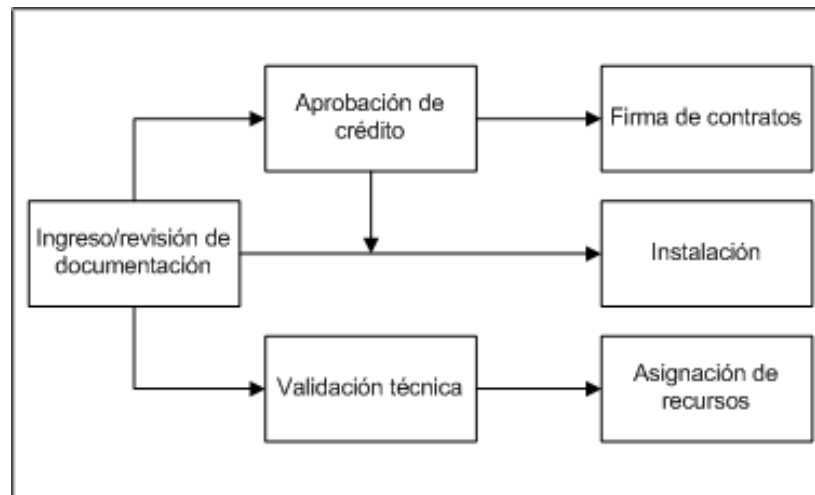 Aprobación de
crédito
Firma de contratos
Ingreso/revisión de
documentación
Instalación
Validación técnica
Asignación de
recursos